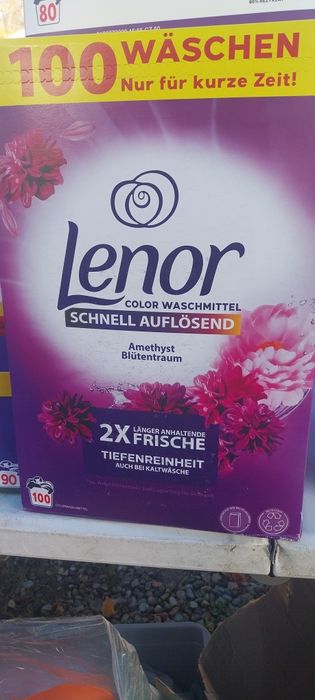 80
100 WÄSCHEN
Nur für kurze Zeit!
Lenor
COLOR WASCHMITTEL
SCHNELL AUFLÖSEND
Amethyst
Blütentraum
2X LÄNGER ANHALTENDE
FRISCHE
TIEFENREINHEIT
AUCH BEI KALTWÄSCHE
90
100